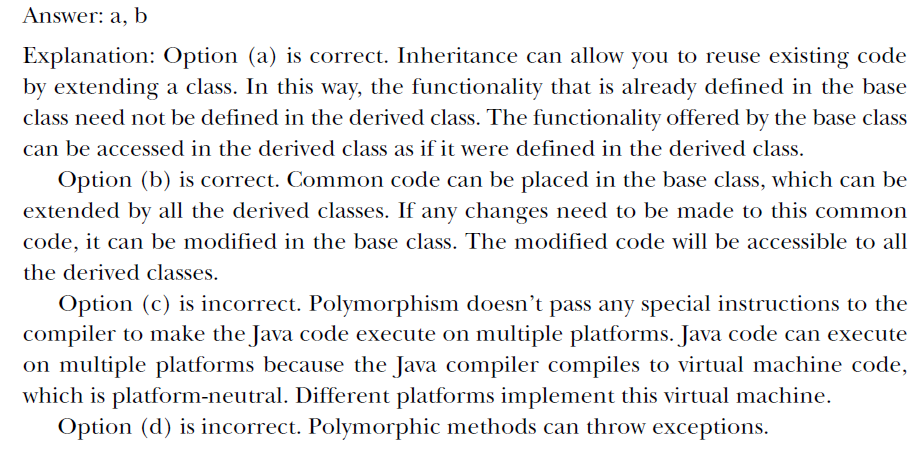 Answer: a, b
Explanation: Option (a) is correct. Inheritance can allow you to reuse existing code
by extending a class. In this way, the functionality that is already defined in the base
class need not be defined in the derived class. The functionality offered by the base class
can be accessed in the derived class as if it were defined in the derived class.
Option (b) is correct. Common code can be placed in the base class, which can be
extended by all the derived classes. If any changes need to be made to this common
code, it can be modified in the base class. The modified code will be accessible to all
the derived classes.
Option (c) is incorrect. Polymorphism doesn’t pass any special instructions to the
compiler to make the Java code execute on multiple platforms. Java code can execute
on multiple platforms because the Java compiler compiles to virtual machine code,
which is platform-neutral. Different platforms implement this virtual machine.
Option (d) is incorrect. Polymorphic methods can throw exceptions.